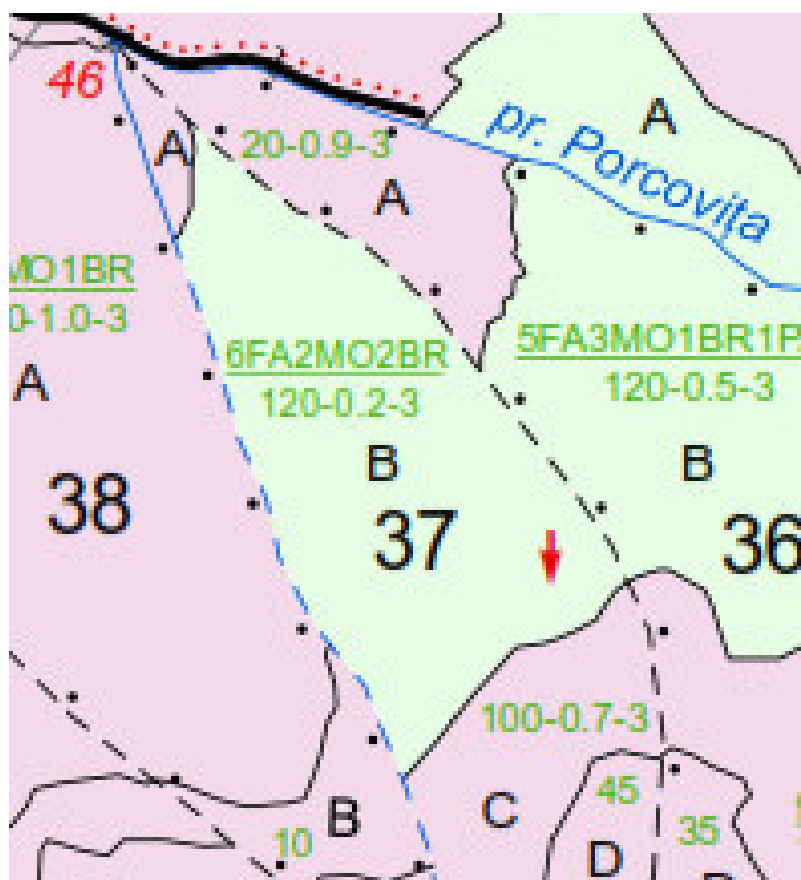 46
A
20-0.9-3
A
A
pr. Porcovița
MO1BR
0-1.0-3
A
6FA2MO2BR
120-0.2-3
5FA3MO1BR1P
120-0.5-3
B
B
38
37
36
100-0.7-3
B
C
45
35
10
D